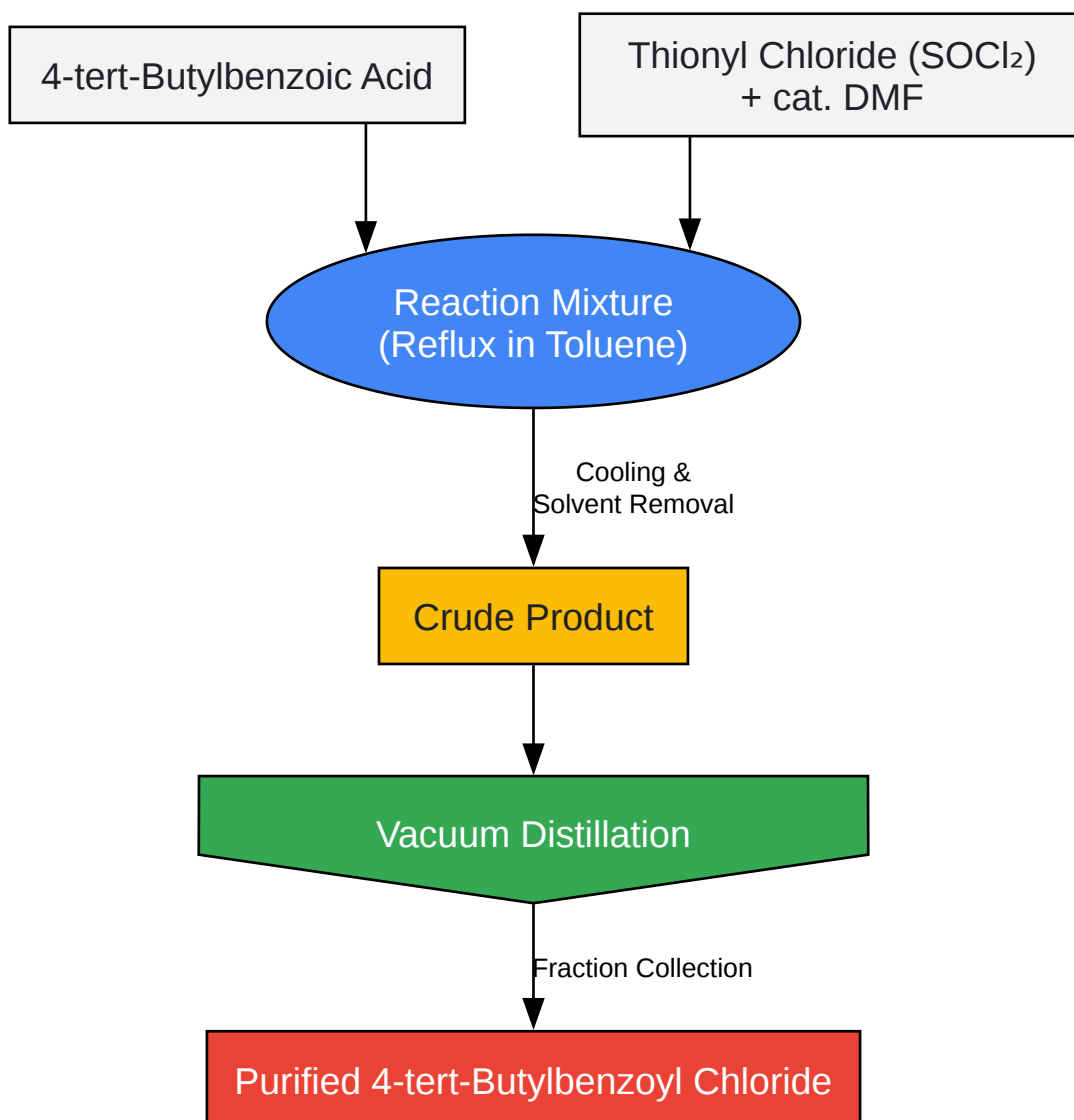 4-tert-Butylbenzoic Acid
Thionyl Chloride (SOCl₂)
+ cat. DMF
Reaction Mixture
(Reflux in Toluene)
Cooling &
Solvent Removal
Crude Product
Vacuum Distillation
Fraction Collection
Purified 4-tert-Butylbenzoyl Chloride